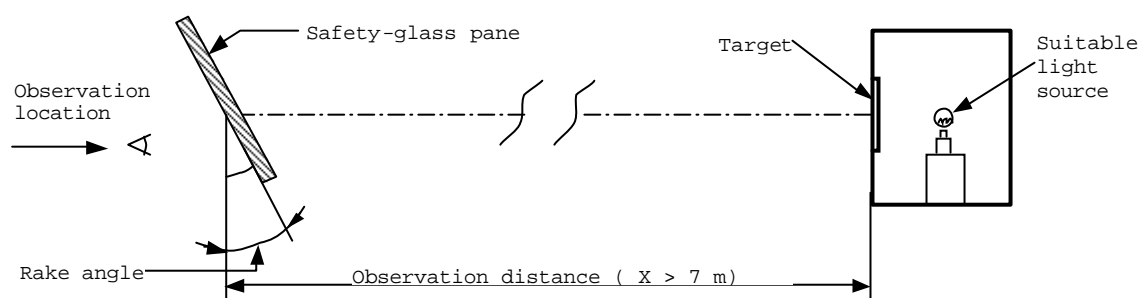 Safety-glass pane
Target
Suitable
light
source
Observation
location
Rake angle
Observation distance ( X > 7 m)